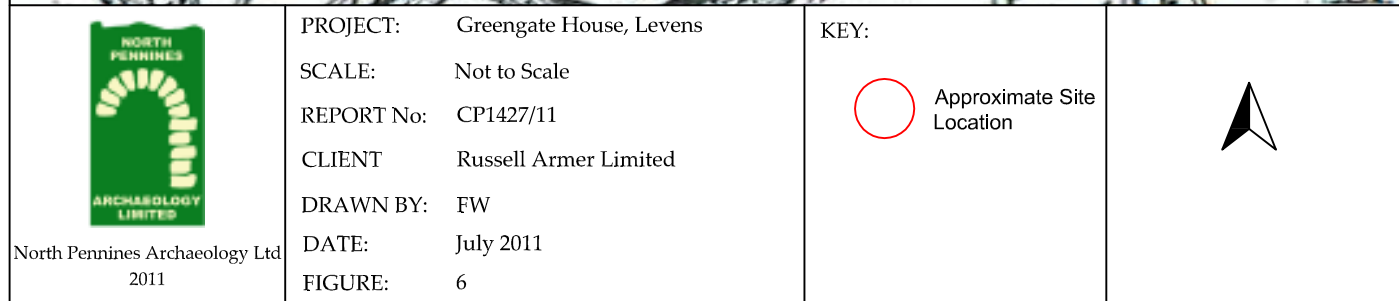 NORTH
PENNINES
ARCHAEOLOGY
LIMITED
North Pennines Archaeology Ltd
2011
PROJECT: Greengate House, Levens
SCALE: Not to Scale
REPORT No: CP1427/11
CLIENT Russell Armer Limited
DRAWN BY: FW
DATE: July 2011
FIGURE: 6
KEY:
Approximate Site
Location